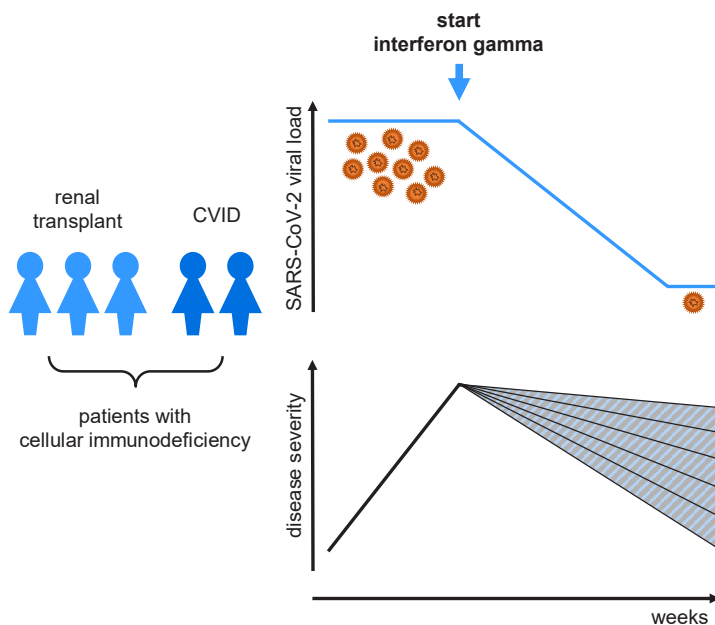 start
interferon gamma
SARS-CoV-2 viral load
renal
transplant
CVID
patients with
cellular immunodeficiency
disease severity
weeks